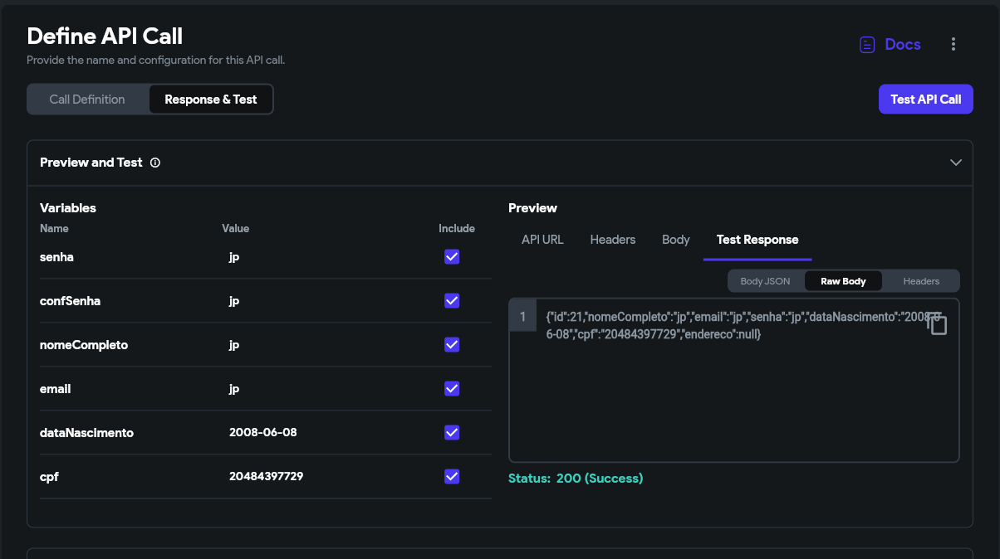 Define API Call
Provide the name and configuration for this API call.
Docs
Call Definition
Response & Test
Test API Call
Preview and Test
Variables
Name Value Include
senha jp
confSenha jp
nomeCompleto jp
email jp
dataNascimento 2008-06-08
cpf 20484397729
Preview
API URL Headers Body Test Response
Body JSON Raw Body Headers
1 {"id":21,"nomeCompleto":"jp","email":"jp","senha":"jp","dataNascimento":"2008-0
6-08","cpf":"20484397729","endereco":null}
Status: 200 (Success)